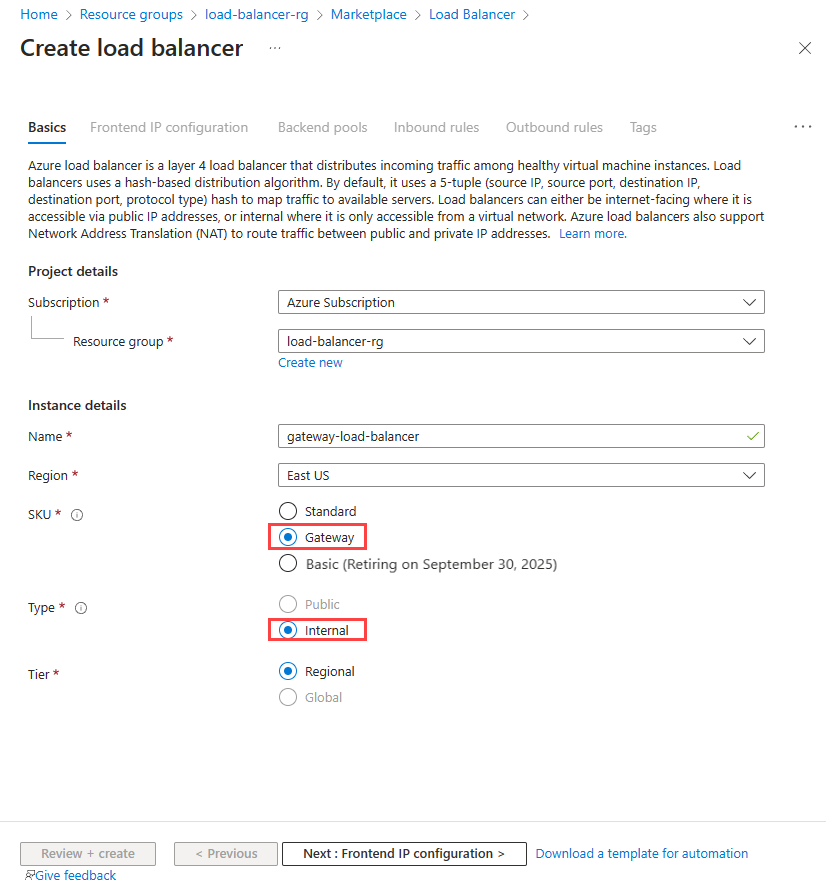 Home > Resource groups > load-balancer-rg > Marketplace > Load Balancer >
Create load balancer ...
Basics Frontend IP configuration Backend pools Inbound rules Outbound rules Tags ...
Azure load balancer is a layer 4 load balancer that distributes incoming traffic among healthy virtual machine instances. Load
balancers uses a hash-based distribution algorithm. By default, it uses a 5-tuple (source IP, source port, destination IP,
destination port, protocol type) hash to map traffic to available servers. Load balancers can either be internet-facing where it is
accessible via public IP addresses, or internal where it is only accessible from a virtual network. Azure load balancers also support
Network Address Translation (NAT) to route traffic between public and private IP addresses. Learn more.
Project details
Subscription * Azure Subscription
Resource group * load-balancer-rg
Create new
Instance details
Name * gateway-load-balancer
Region * East US
SKU * Standard
Gateway
Basic (Retiring on September 30, 2025)
Type * Public
Internal
Tier * Regional
Global
Review + create < Previous Next : Frontend IP configuration > Download a template for automation
Give feedback